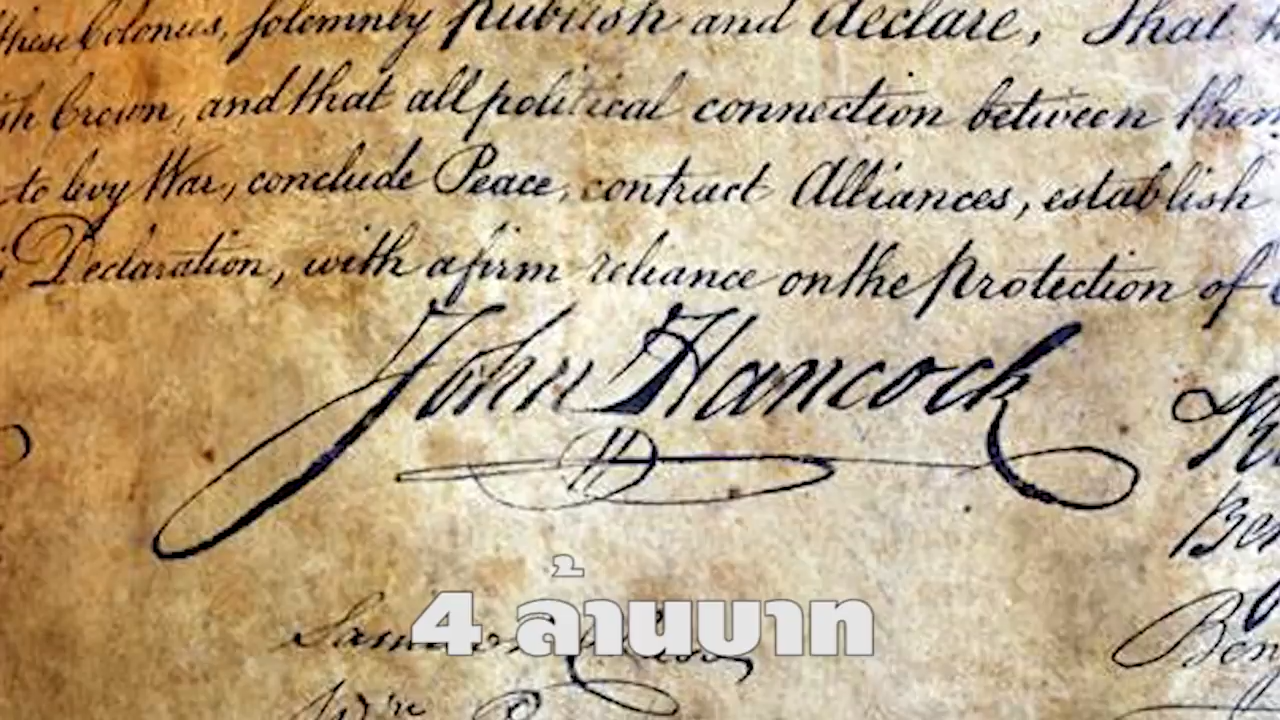 these Colonies, solemnly publish and declare, That
sh Crown, and that all political connection between them
to levy War, conclude Peace, contract Alliances, establish
Declaration, with a firm reliance on the protection of
John Hancock
4 ล้านบาท